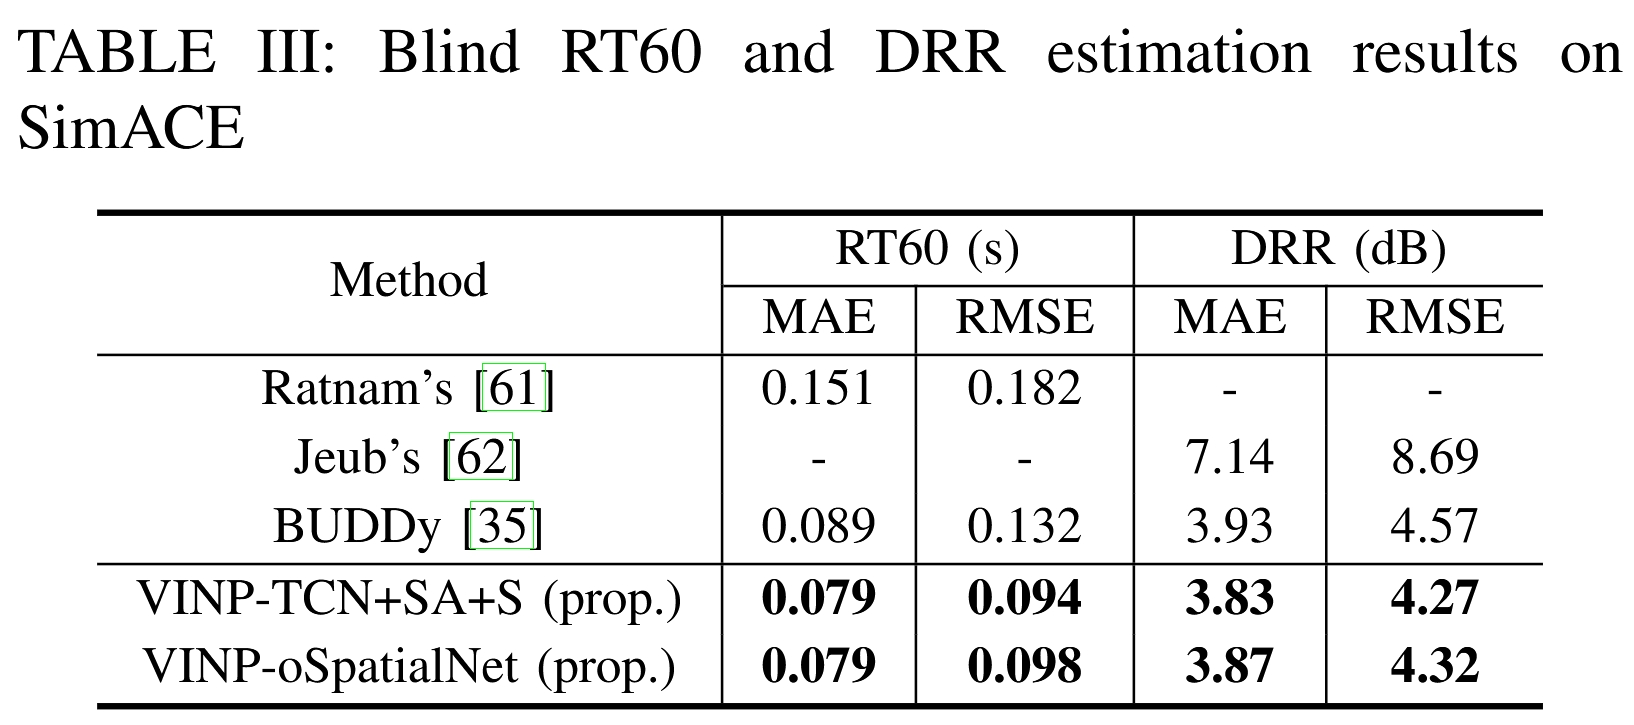 TABLE III: Blind RT60 and DRR estimation results on
SimACE
Method RT60 (s) DRR (dB)
MAE RMSE MAE RMSE
Ratnam's [61] 0.151 0.182 - -
Jeub's [62] - - 7.14 8.69
BUDDy [35] 0.089 0.132 3.93 4.57
VINP-TCN+SA+S (prop.) 0.079 0.094 3.83 4.27
VINP-oSpatialNet (prop.) 0.079 0.098 3.87 4.32